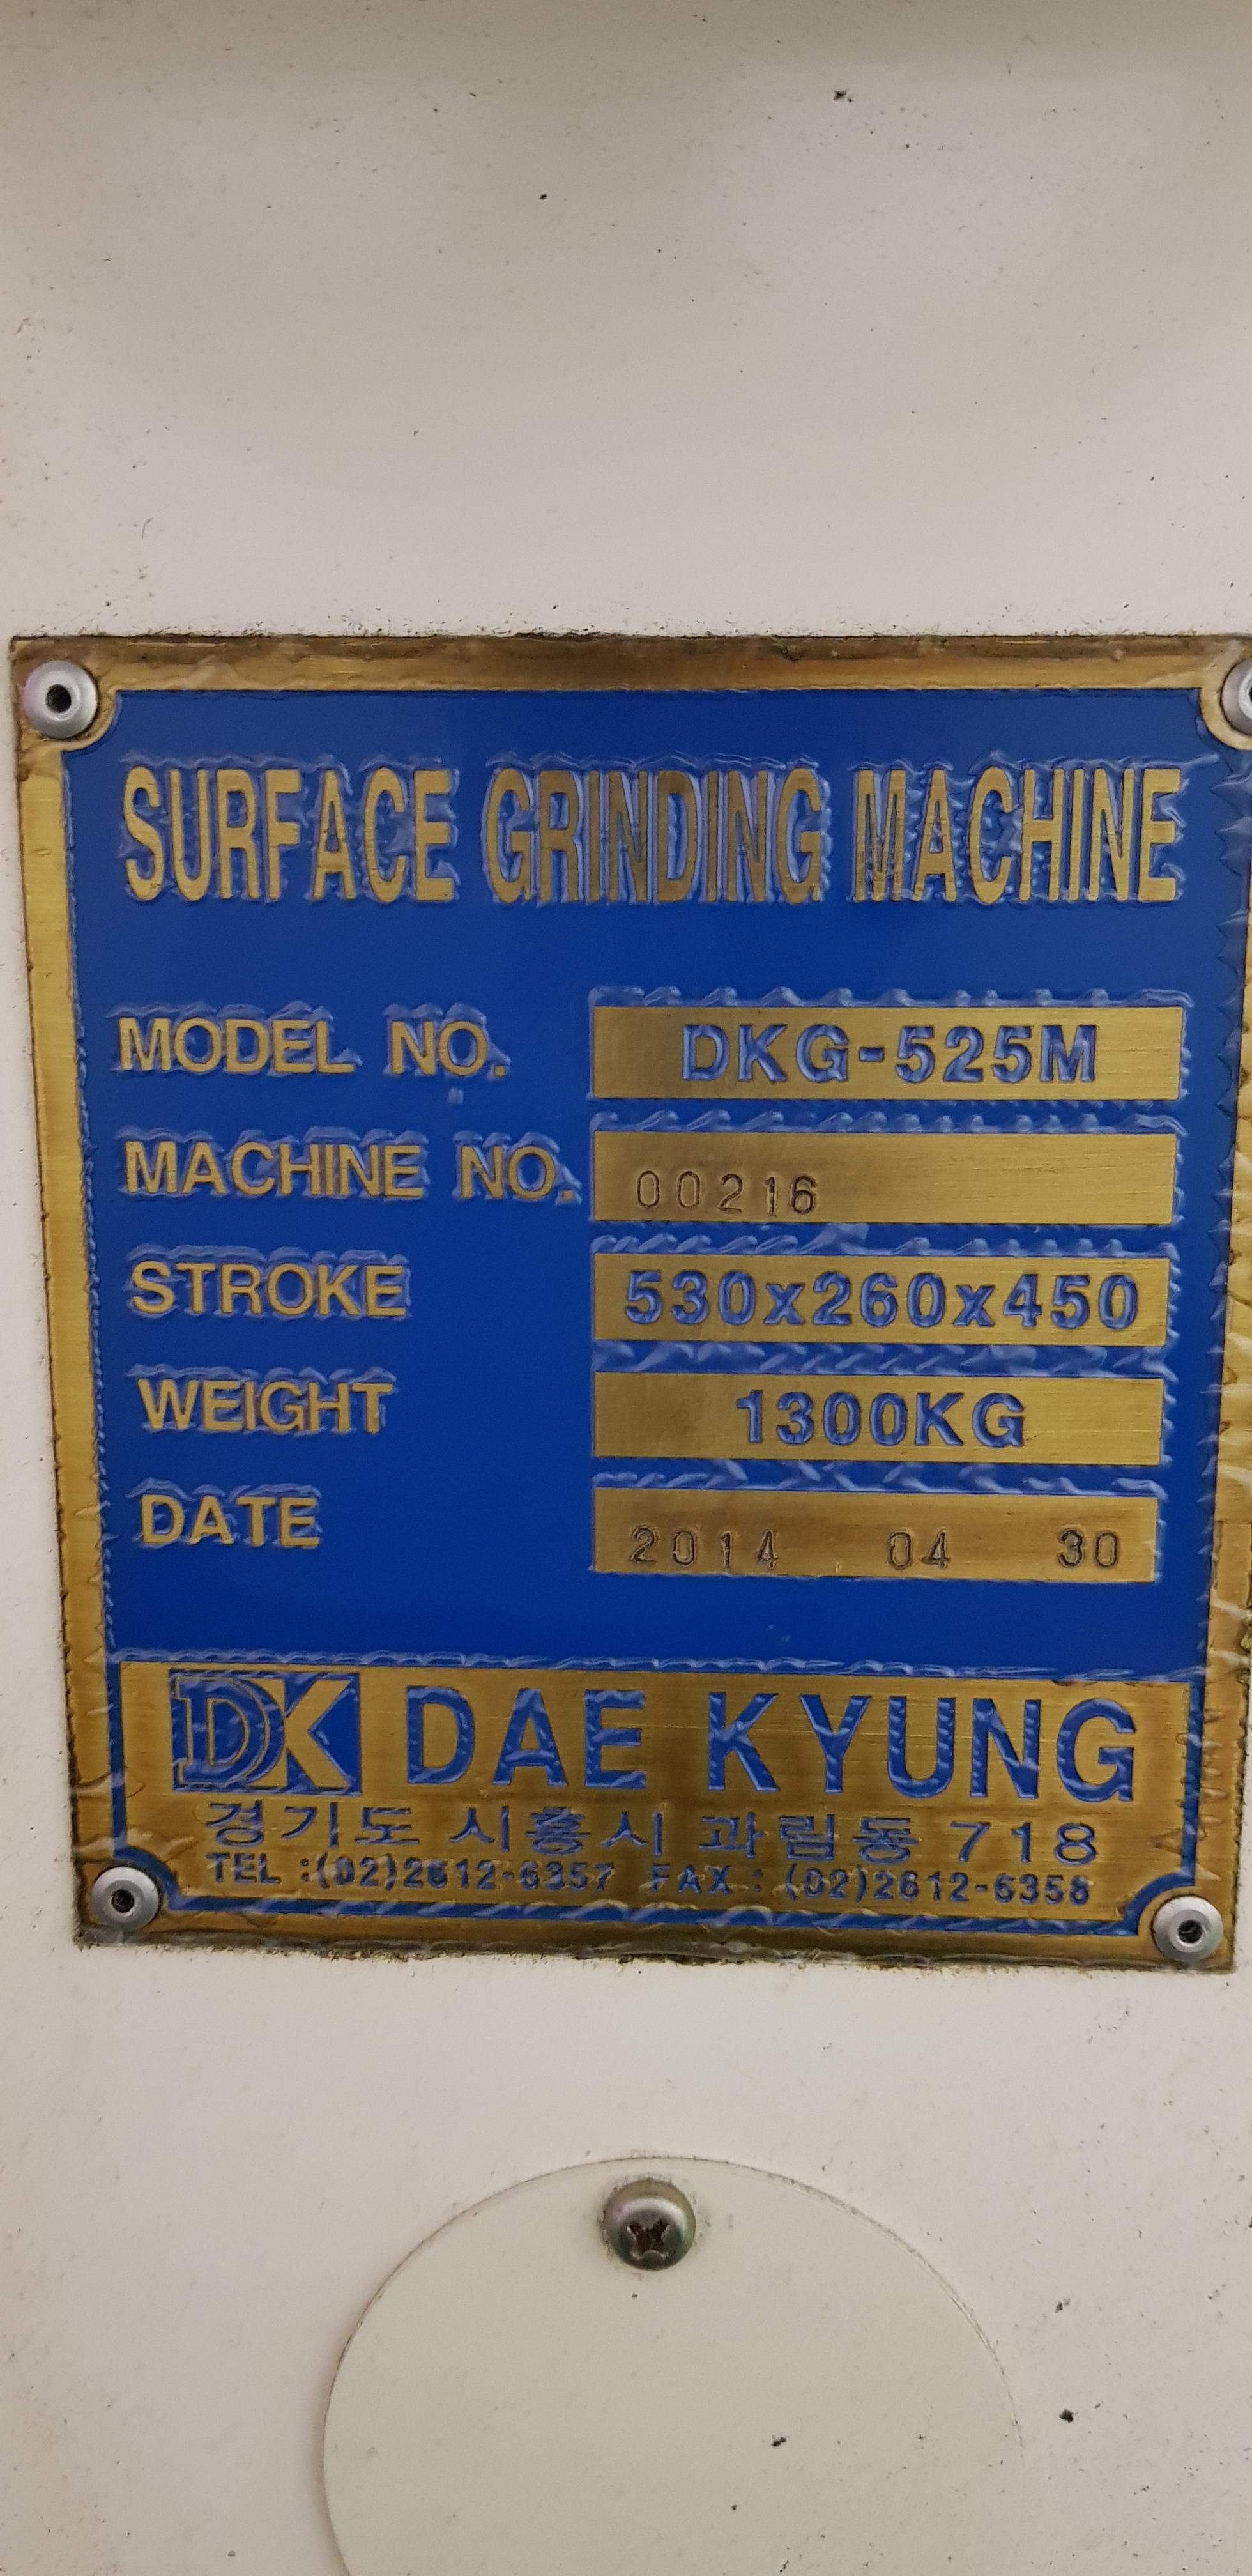 SURFACE GRINDING MACHINE
MODEL NO. DKG-525M
MACHINE NO. 00216
STROKE 530x260x450
WEIGHT 1300KG
DATE 2014 04 30
DK DAE KYUNG
경기도 시흥시 과림동 718
TEL :(02)2612-6357 FAX : (02)2612-6358